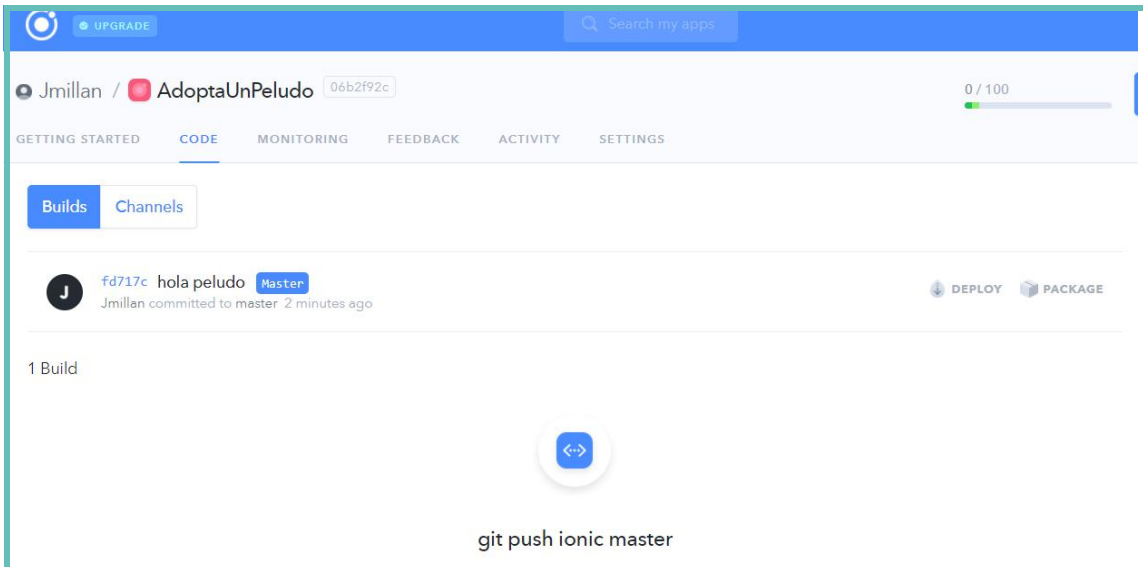 UPGRADE
Search my apps
Jmillan / AdoptaUnPeludo 06b2f92c
0 / 100
GETTING STARTED CODE MONITORING FEEDBACK ACTIVITY SETTINGS
Builds Channels
J
fd717c hola peludo Master
Jmillan committed to master 2 minutes ago
DEPLOY PACKAGE
1 Build
git push ionic master